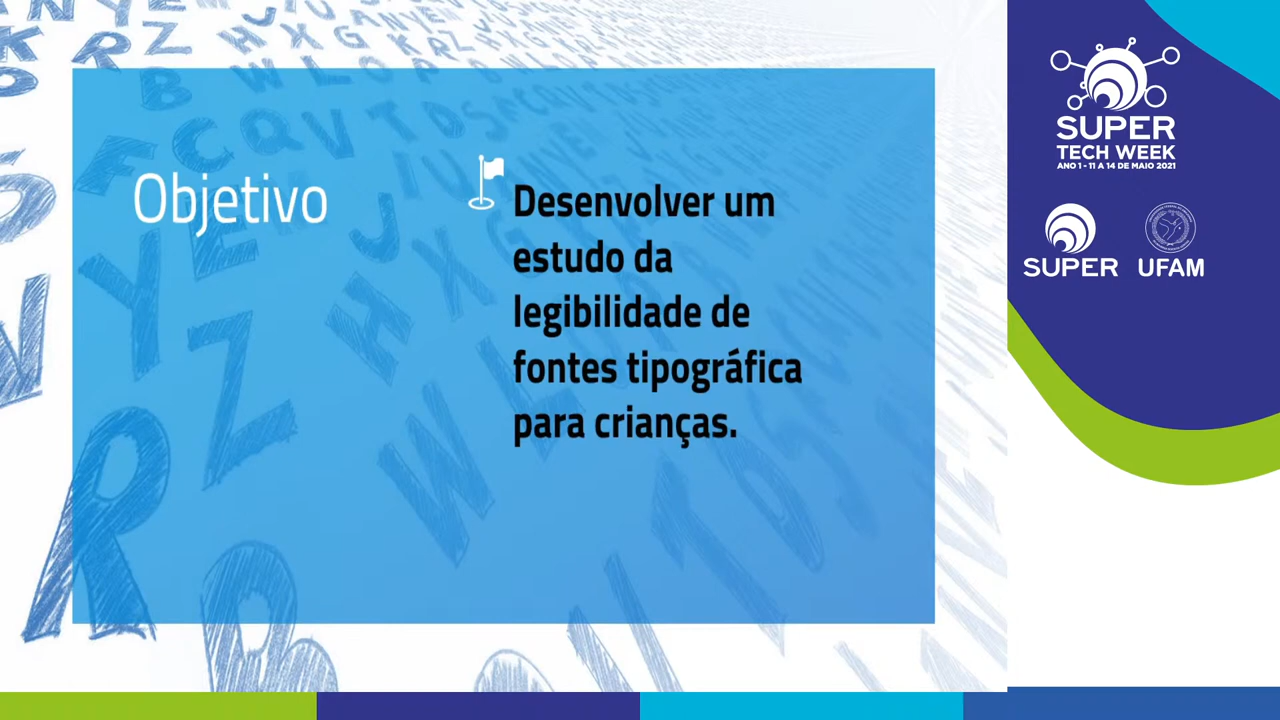 Objetivo
Desenvolver um
estudo da
legibilidade de
fontes tipográfica
para crianças.
SUPER
TECH WEEK
ANO 1 - 11 A 14 DE MAIO 2021
SUPER
UFAM